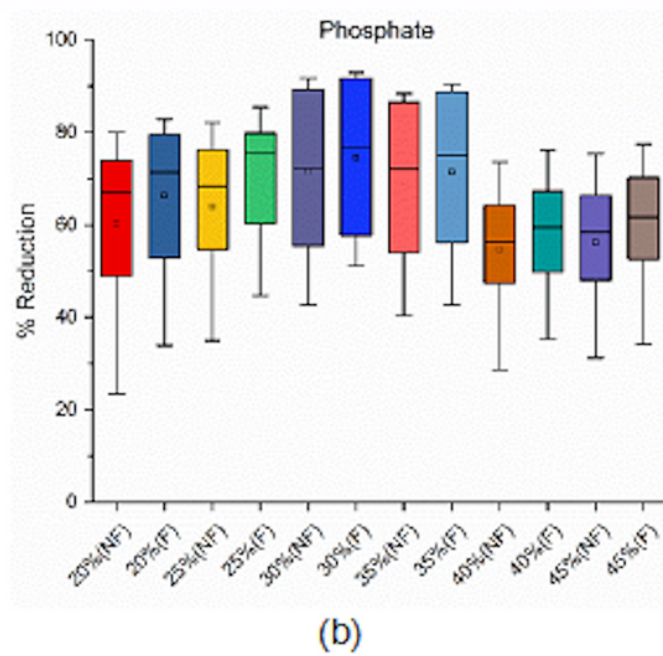 Phosphate
100
80
60
40
20
0
% Reduction
20%(NF)
20%(F)
25%(NF)
25%(F)
30%(NF)
30%(F)
35%(NF)
35%(F)
40%(NF)
40%(F)
45%(NF)
45%(F)
(b)